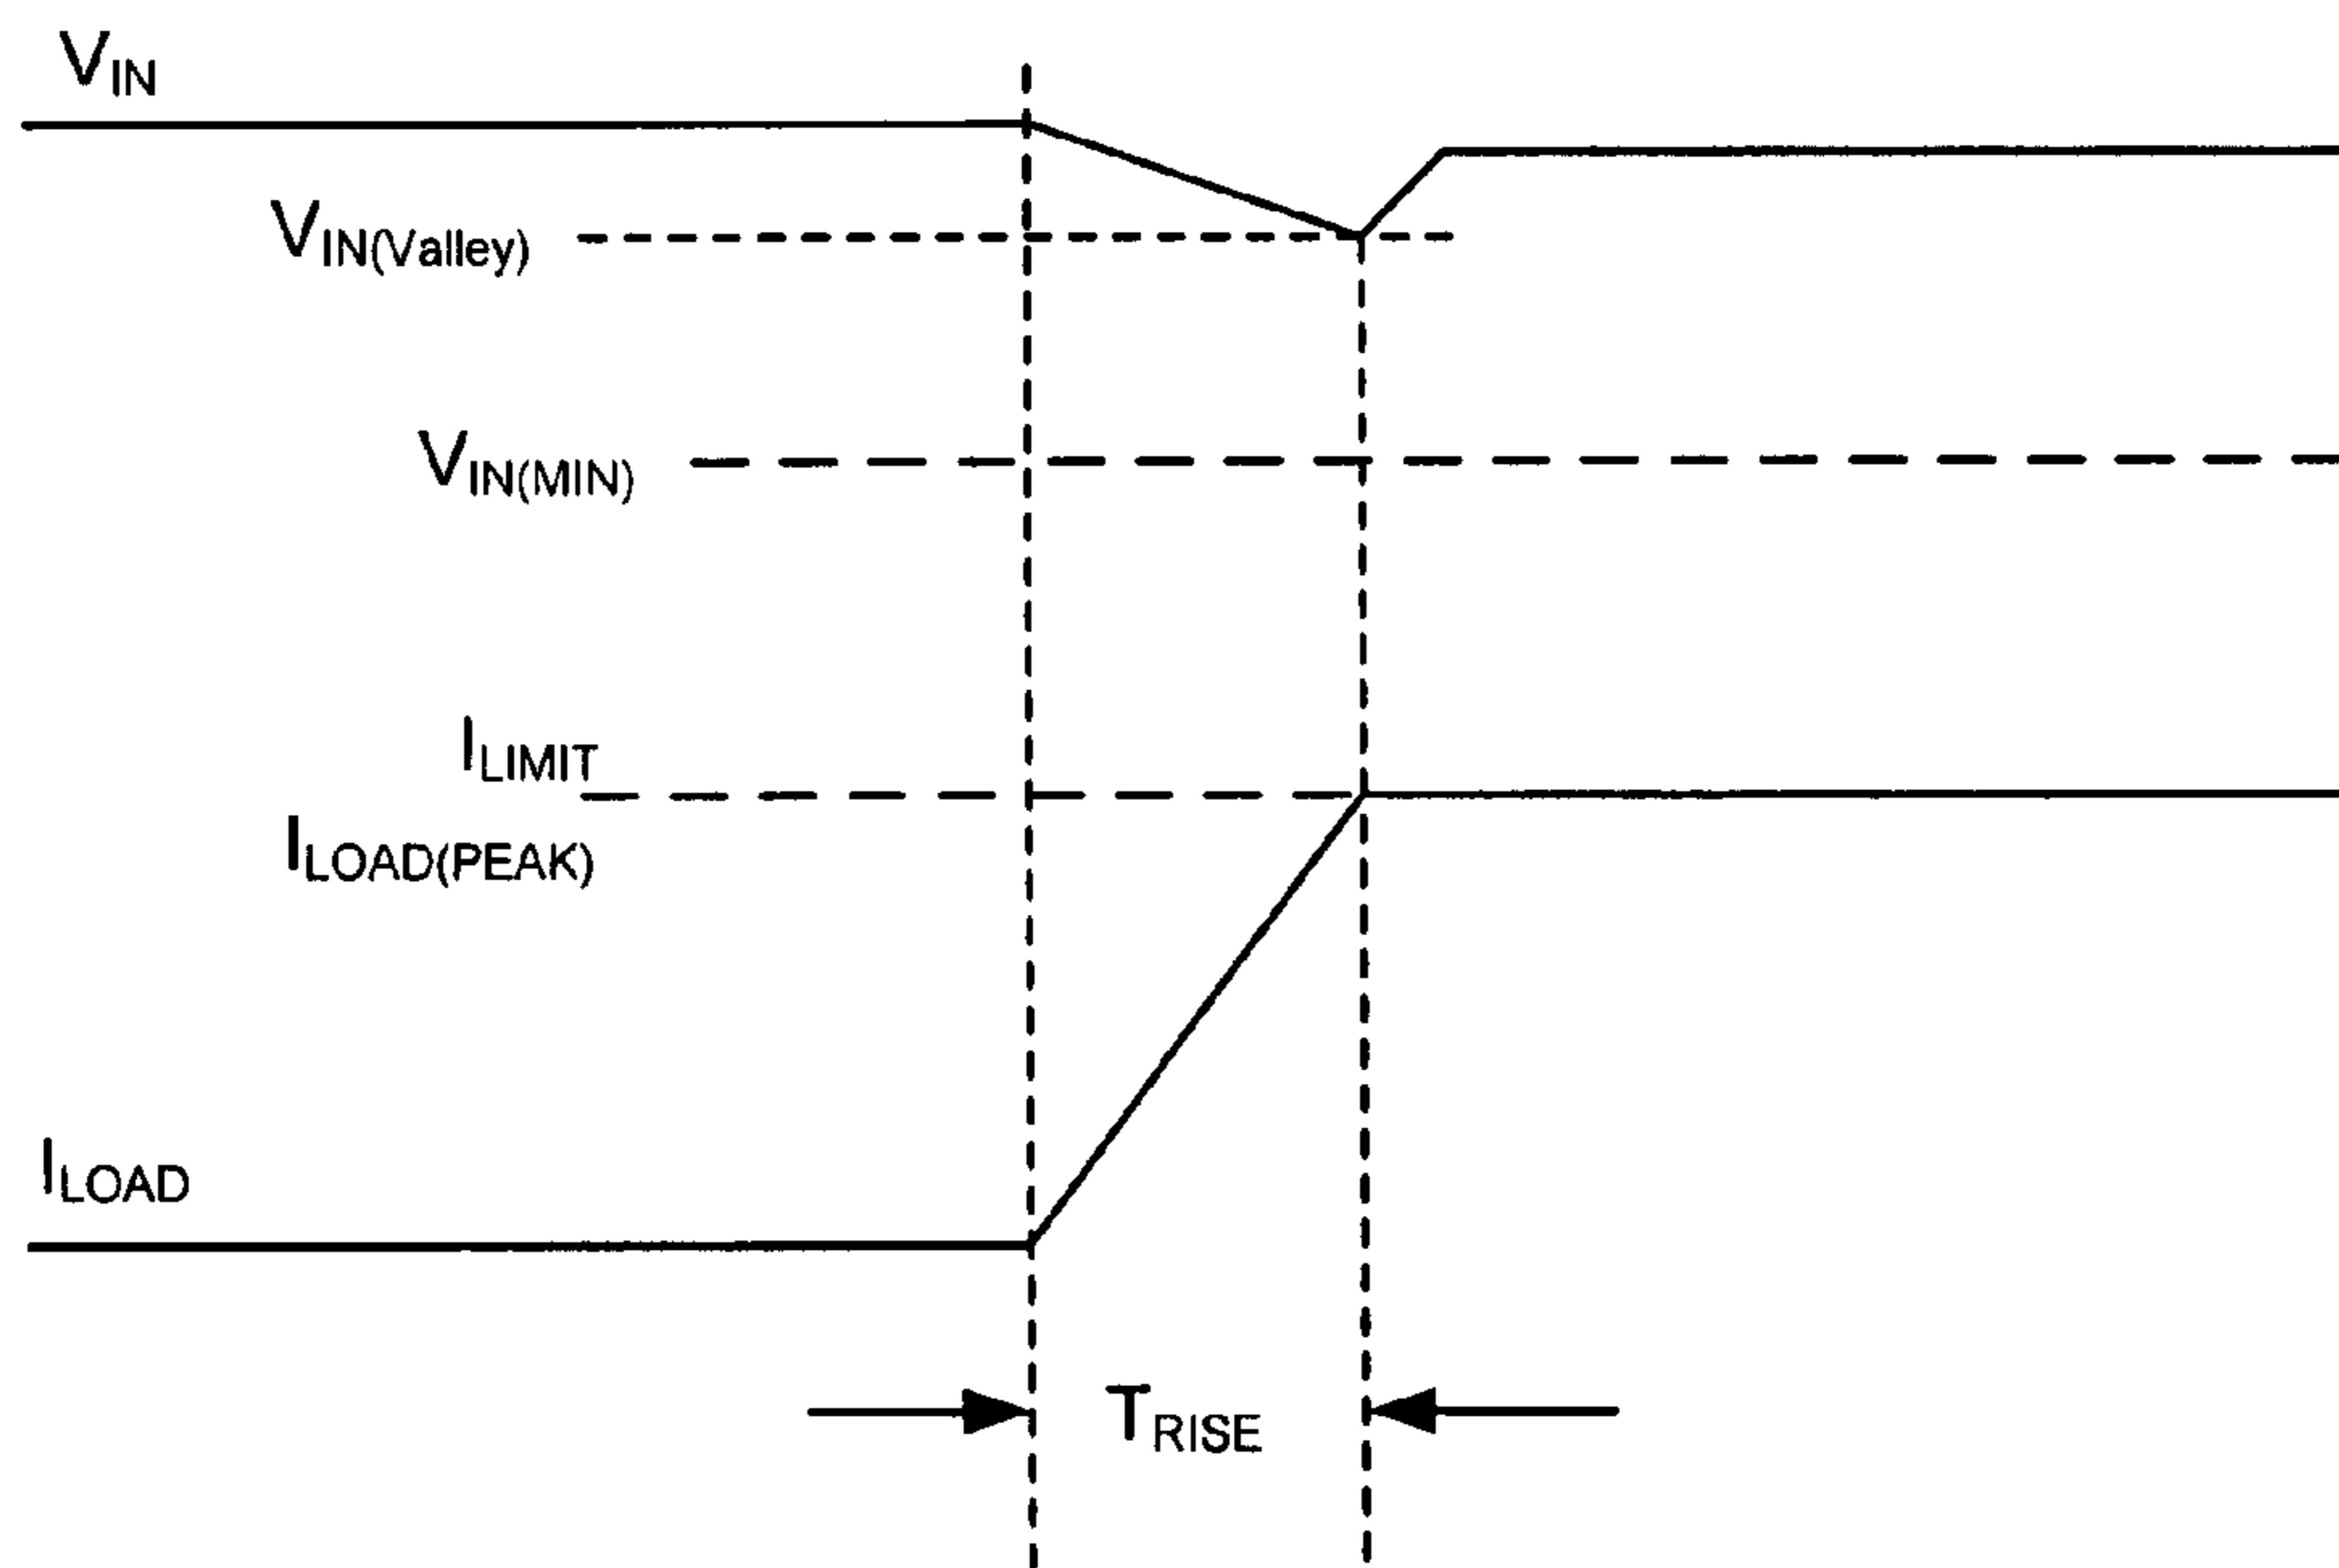 VIN
VIN(Valley)
VIN(MIN)
ILIMIT
ILOAD(PEAK)
ILOAD
TRISE